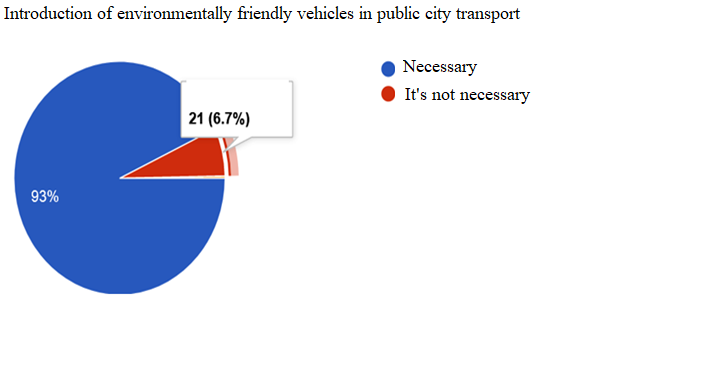 Introduction of environmentally friendly vehicles in public city transport
Necessary
It's not necessary
21 (6.7%)
93%